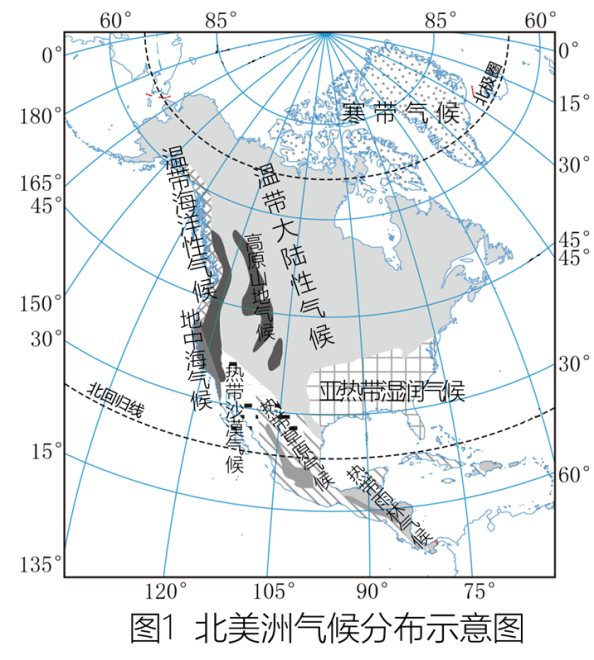 60° 85° 85° 60°
0° 0°
北极圈
15°
寒带气候
180°
30°
165°
45°
温带海洋性气候
温带大陆性气候
高原山地气候
45°
45°
150°
30°
地中海气候
30°
热带沙漠气候
亚热带湿润气候
北回归线
热带草原气候
15°
热带雨林气候
60°
135°
120° 105° 90° 75°
图1 北美洲气候分布示意图